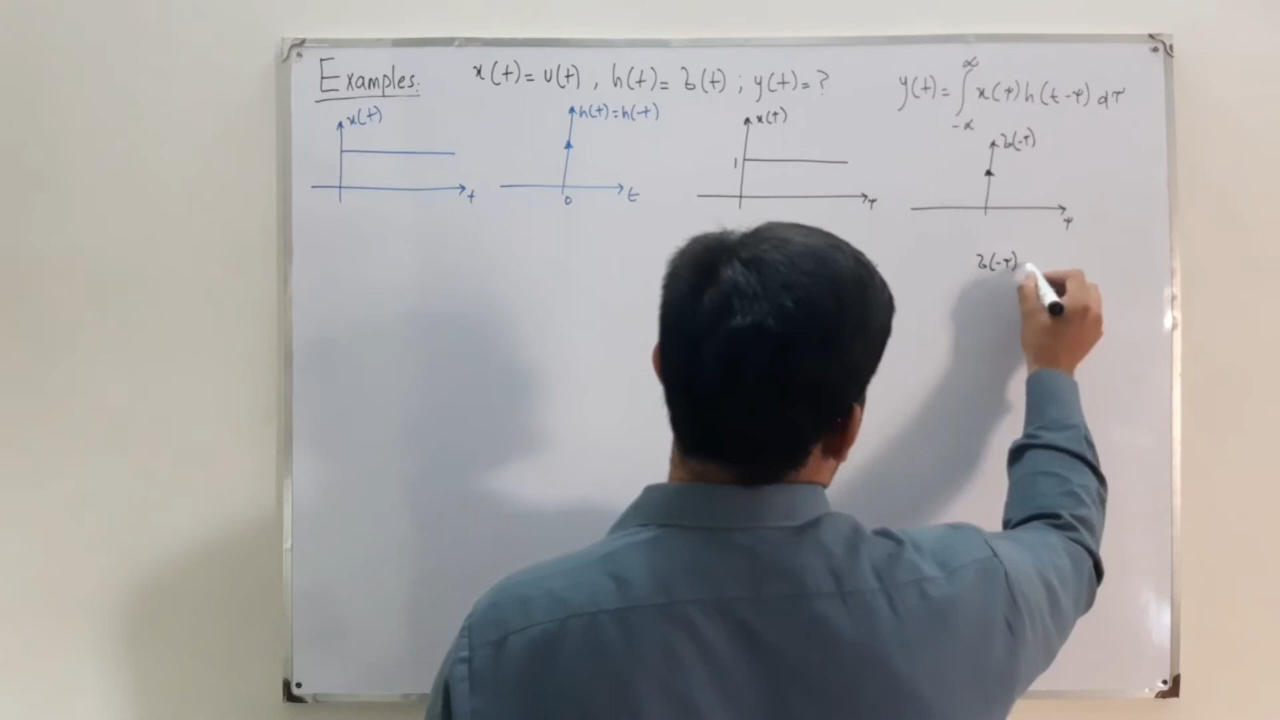 Examples: x(t)=u(t) , h(t)=δ(t) ; y(t)=? y(t)=∫_{-∞}^{∞} x(τ)h(t-τ)dτ
x(t)
t
h(t)=h(-t)
0
t
x(τ)
1
τ
δ(-τ)
τ
δ(-τ)